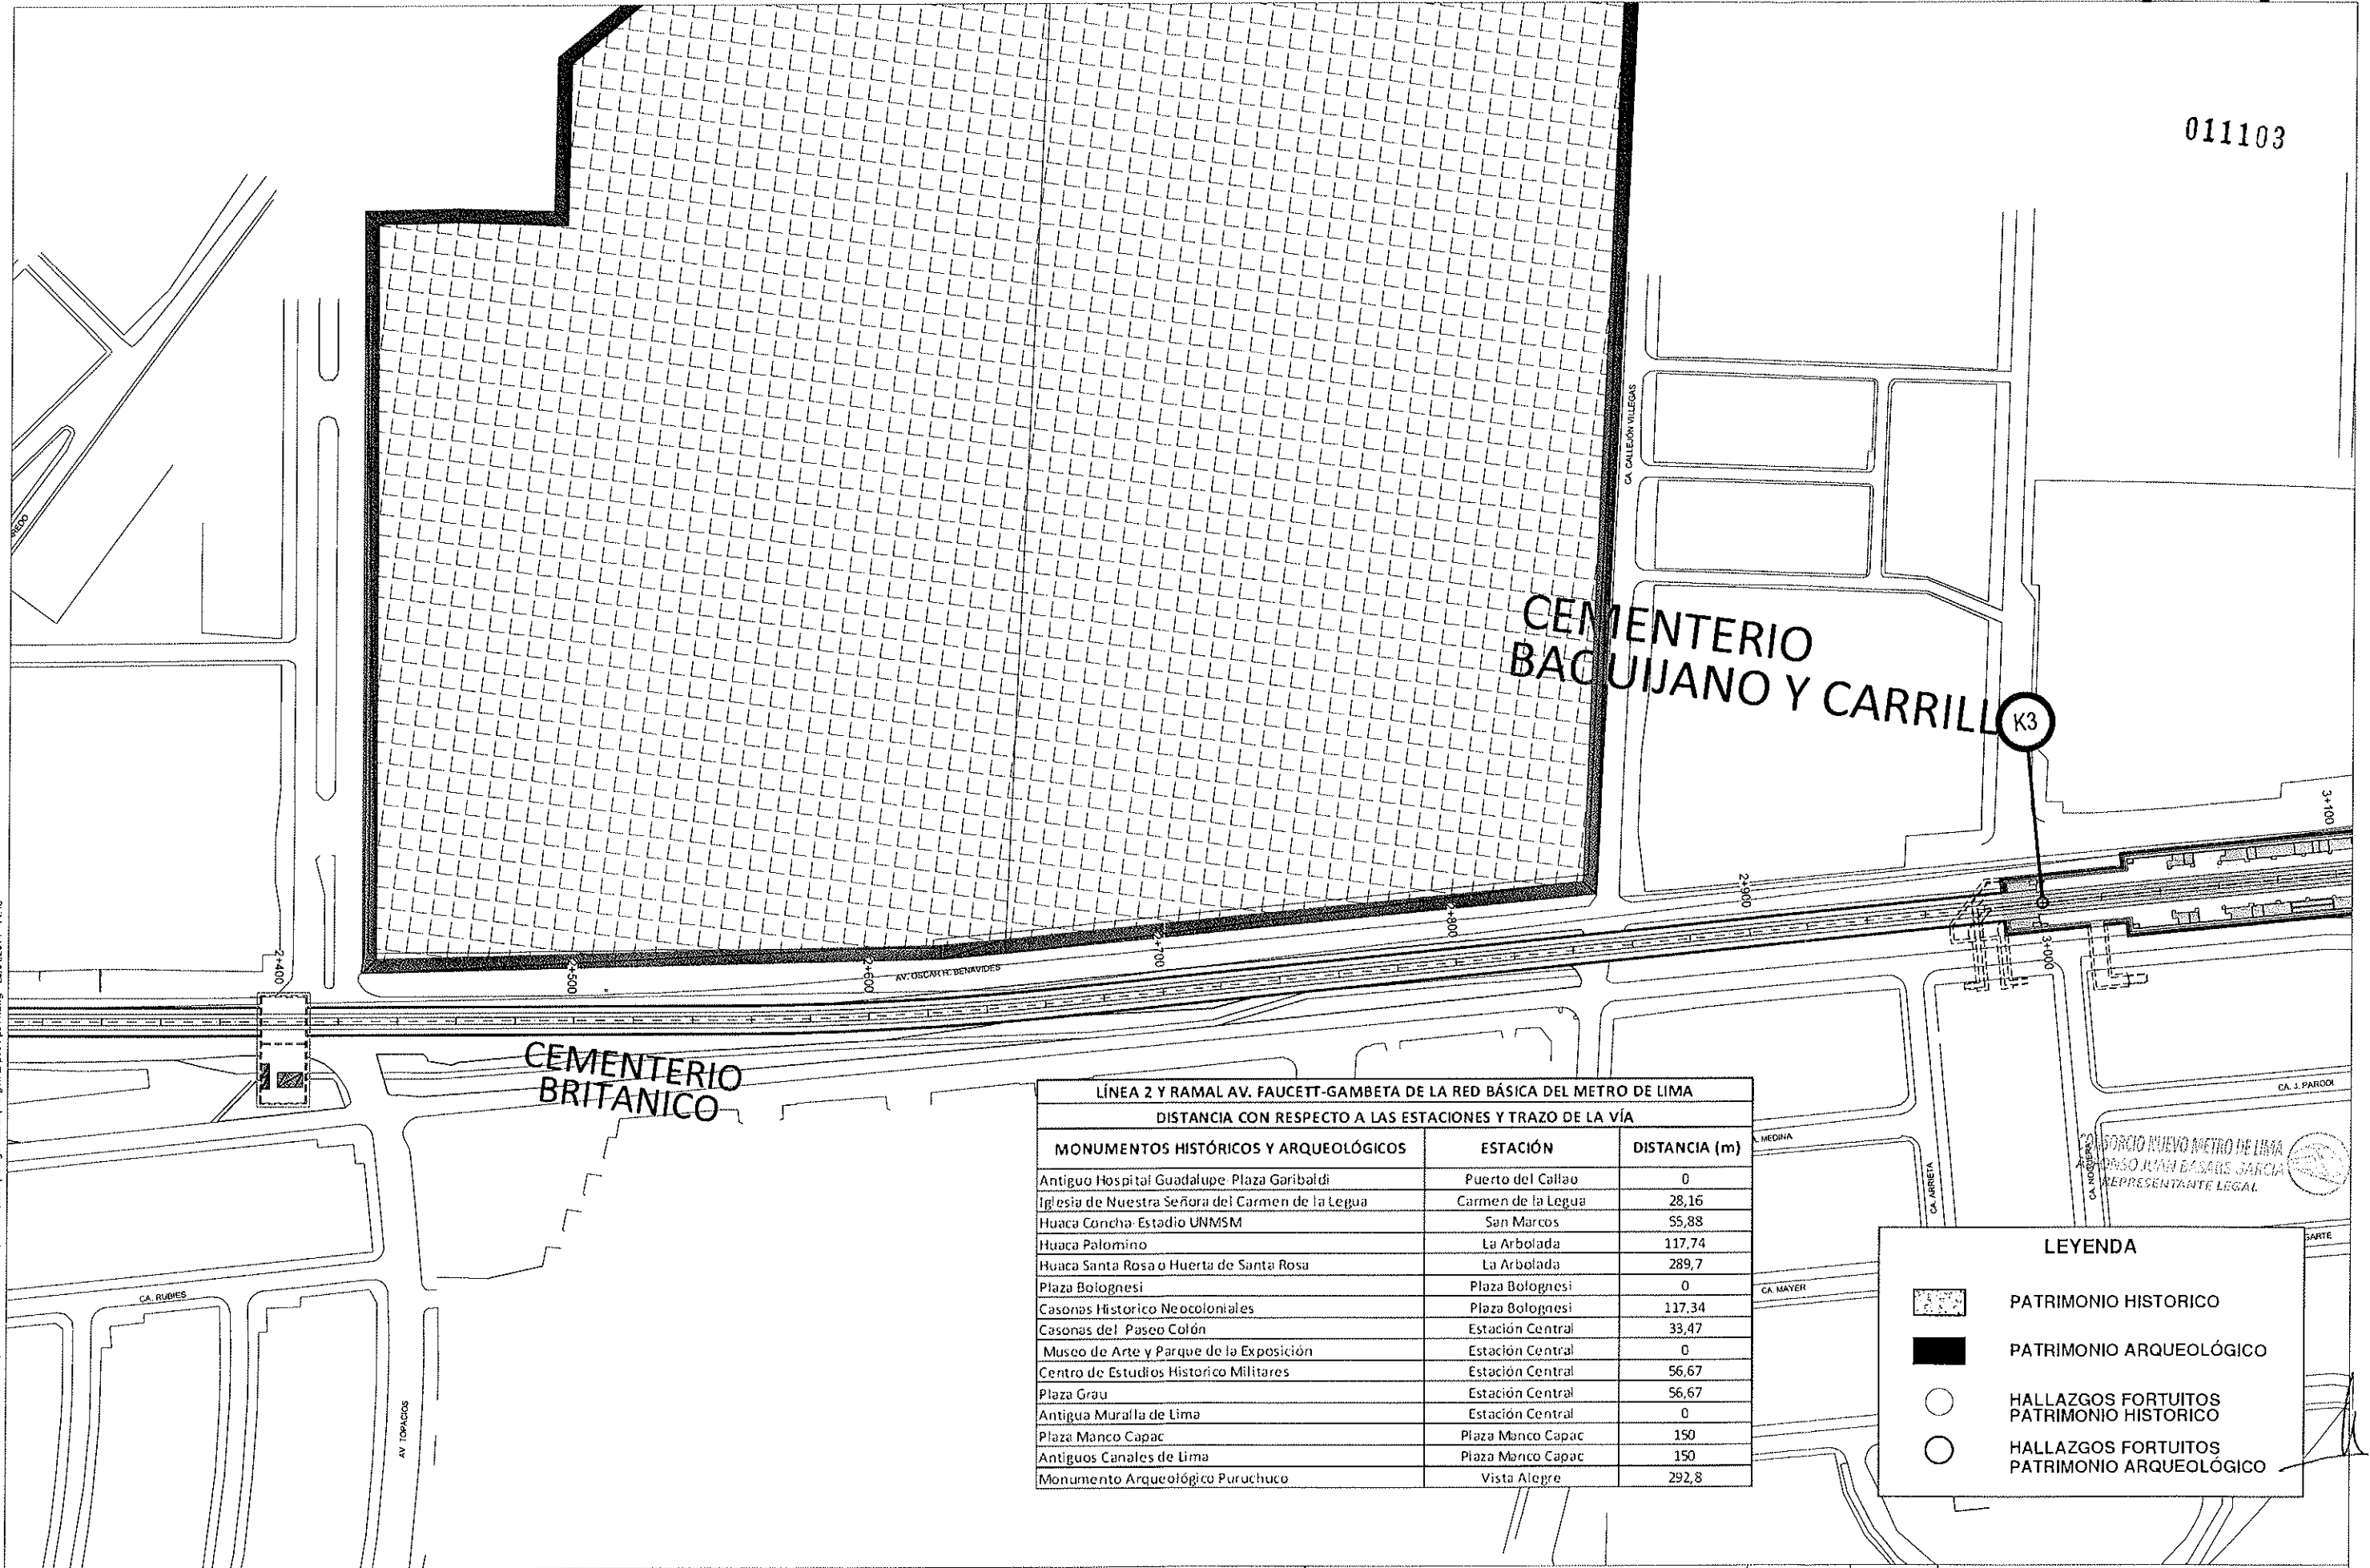 011103
CA. CALLEJÓN VILLEGAS
CEMENTERIO
BAQUIJANO Y CARRILL
K3
3+100
2+900
2+800
2+700
2+600
2+500
2+400
3+000
AV. OSCAR R. BENAVIDES
CEMENTERIO
BRITANICO
LÍNEA 2 Y RAMAL AV. FAUCETT-GAMBETA DE LA RED BÁSICA DEL METRO DE LIMA
DISTANCIA CON RESPECTO A LAS ESTACIONES Y TRAZO DE LA VÍA
MONUMENTOS HISTÓRICOS Y ARQUEOLÓGICOS ESTACIÓN DISTANCIA (m)
Antiguo Hospital Guadalupe-Plaza Garibaldi Puerto del Callao 0
Iglesia de Nuestra Señora del Carmen de la Legua Carmen de la Legua 28,16
Huaca Concha-Estadio UNMSM San Marcos 55,88
Huaca Palomino La Arbolada 117,74
Huaca Santa Rosa o Huerta de Santa Rosa La Arbolada 289,7
Plaza Bolognesi Plaza Bolognesi 0
Casonas Historico Neocoloniales Plaza Bolognesi 117,34
Casonas del Paseo Colón Estación Central 33,47
Museo de Arte y Parque de la Exposición Estación Central 0
Centro de Estudios Historico Militares Estación Central 56,67
Plaza Grau Estación Central 56,67
Antigua Muralla de Lima Estación Central 0
Plaza Manco Capac Plaza Manco Capac 150
Antiguos Canales de Lima Plaza Manco Capac 150
Monumento Arqueológico Puruchuco Vista Alegre 292,8
CA. J. PARODI
MEDINA
CA. ARRIETA
CA. MAYER
CONSORCIO NUEVO METRO DE LIMA
JUAN BASABE GARCIA
REPRESENTANTE LEGAL
LEYENDA
PATRIMONIO HISTORICO
PATRIMONIO ARQUEOLÓGICO
HALLAZGOS FORTUITOS
PATRIMONIO HISTORICO
HALLAZGOS FORTUITOS
PATRIMONIO ARQUEOLÓGICO
CA. RUBIES
AV TOPACIOS